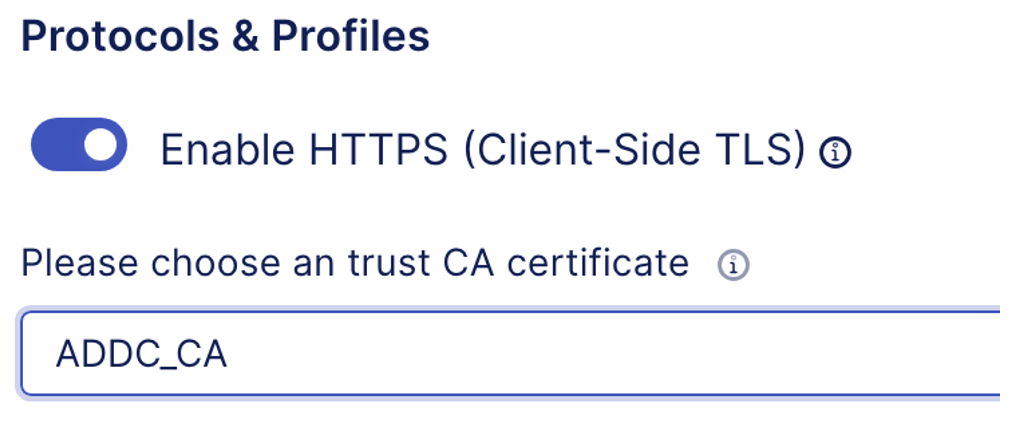 Protocols & Profiles
Enable HTTPS (Client-Side TLS)
Please choose an trust CA certificate
ADDC_CA